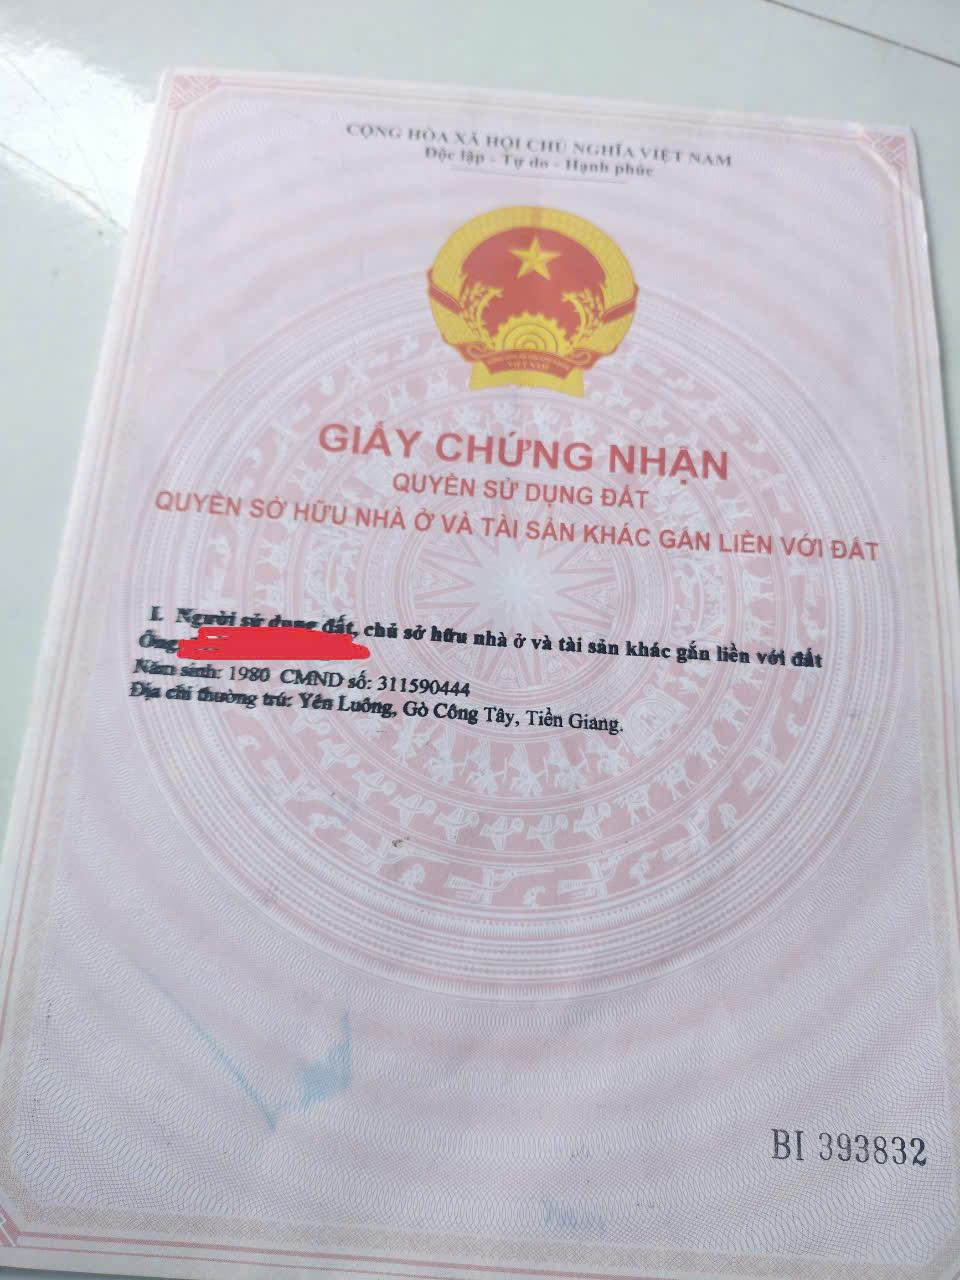 CỘNG HÒA XÃ HỘI CHỦ NGHĨA VIỆT NAM
Độc lập - Tự do - Hạnh phúc
VIỆT NAM
GIẤY CHỨNG NHẬN
QUYỀN SỬ DỤNG ĐẤT
QUYỀN SỞ HỮU NHÀ Ở VÀ TÀI SẢN KHÁC GẮN LIỀN VỚI ĐẤT
I. Người sử dụng đất, chủ sở hữu nhà ở và tài sản khác gắn liền với đất
Ông
Năm sinh: 1980 CMND số: 311590444
Địa chỉ thường trú: Yên Luông, Gò Công Tây, Tiền Giang.
BI 393832